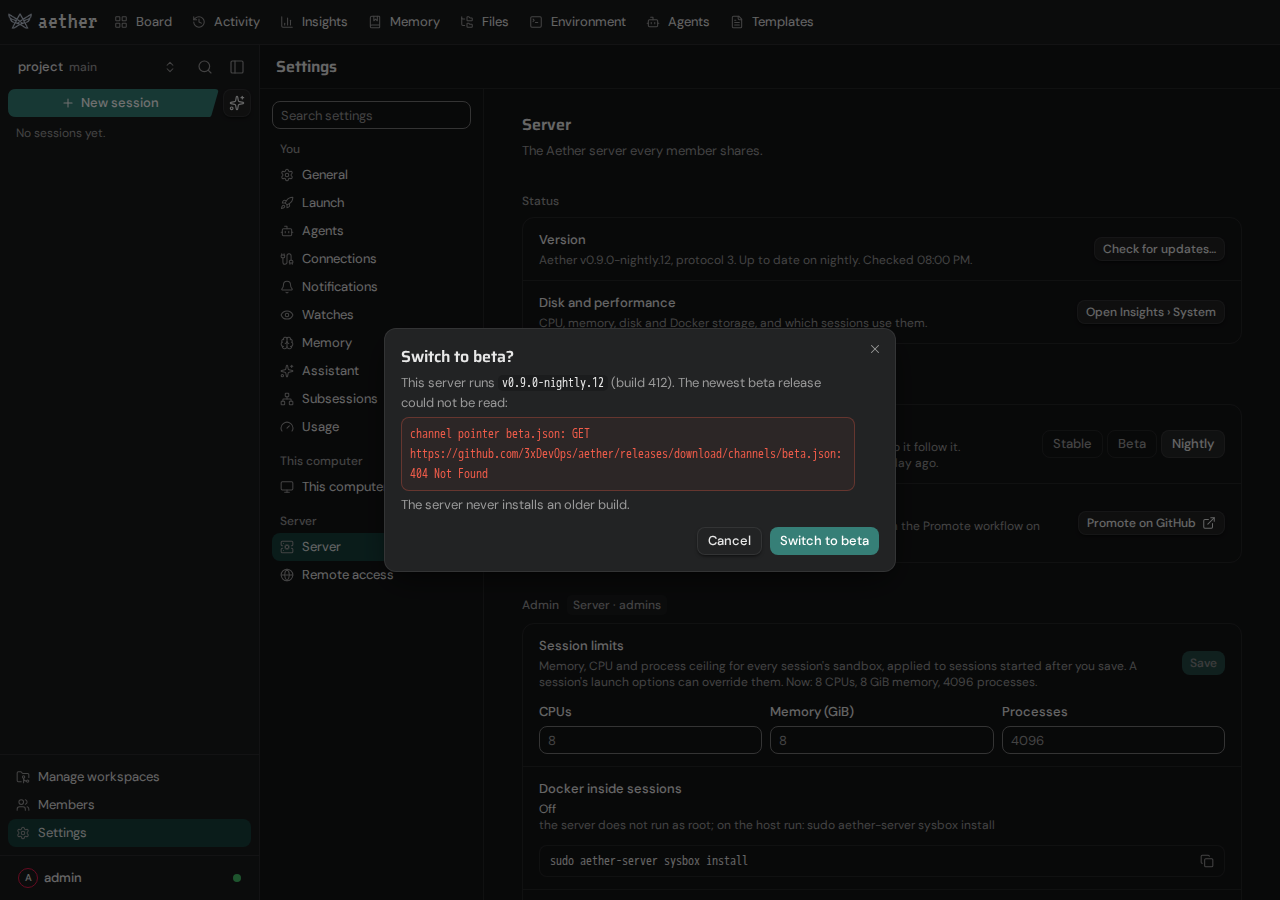 aether
Board
Activity
Insights
Memory
Files
Environment
Agents
Templates
project main
New session
No sessions yet.
Manage workspaces
Members
Settings
A
admin
Settings
Search settings
You
General
Launch
Agents
Connections
Notifications
Watches
Memory
Assistant
Subsessions
Usage
This computer
This compute
Server
Server
Remote access
Server
The Aether server every member shares.
Status
Version
Aether v0.9.0-nightly.12, protocol 3. Up to date on nightly. Checked 08:00 PM.
Check for updates…
Disk and performance
CPU, memory, disk and Docker storage, and which sessions use them.
Open Insights › System
Switch to beta?
This server runs v0.9.0-nightly.12 (build 412). The newest beta release
could not be read:
channel pointer beta.json: GET
https://github.com/3xDevOps/aether/releases/download/channels/beta.json:
404 Not Found
The server never installs an older build.
Cancel
Switch to beta
it follow it.
ay ago.
Stable
Beta
Nightly
the Promote workflow on
Promote on GitHub
Admin
Server · admins
Session limits
Memory, CPU and process ceiling for every session's sandbox, applied to sessions started after you save. A
session's launch options can override them. Now: 8 CPUs, 8 GiB memory, 4096 processes.
Save
CPUs
Memory (GiB)
Processes
8
8
4096
Docker inside sessions
Off
the server does not run as root; on the host run: sudo aether-server sysbox install
sudo aether-server sysbox install